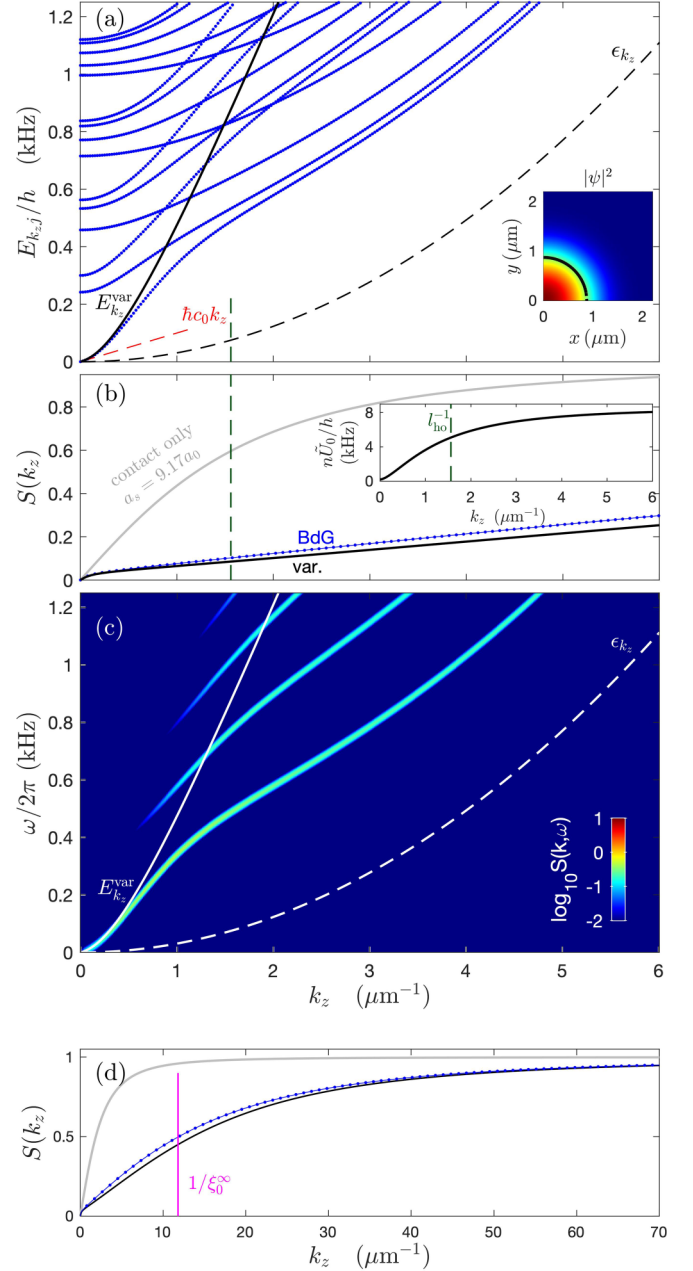 (a)
1.2
1
0.8
0.6
0.4
0.2
0
E_{k_z j}/h (kHz)
ϵ_{k_z}
E^{var}_{k_z}
ℏc_0k_z
|ψ|^2
2
1
0
y (μm)
0 1 2
x (μm)
(b)
0.8
0.6
0.4
0.2
0
S(k_z)
contact only
a_s = 9.17a_0
8
4
0
nŨ_0/h
(kHz)
l_{ho}^{-1}
0 1 2 3 4 5 6
k_z (μm^{-1})
BdG
var.
(c)
1.2
1
0.8
0.6
0.4
0.2
0
ω/2π (kHz)
ϵ_{k_z}
E^{var}_{k_z}
log_{10}S(k,ω)
1
0
-1
-2
0 1 2 3 4 5 6
k_z (μm^{-1})
(d)
1
0.5
0
S(k_z)
1/ξ_0^∞
0 10 20 30 40 50 60 70
k_z (μm^{-1})